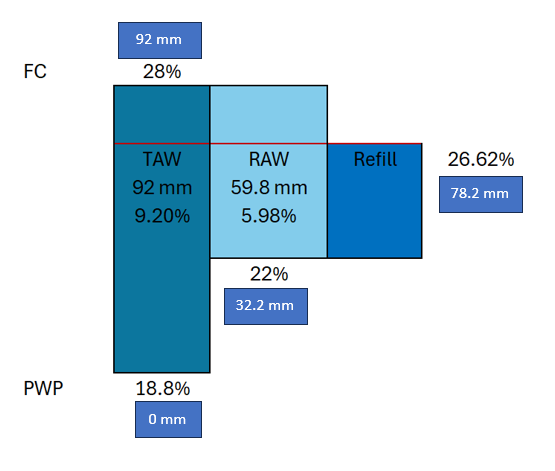 92 mm
FC
28%
TAW
RAW
Refill
26.62%
92 mm
59.8 mm
78.2 mm
9.20%
5.98%
22%
32.2 mm
PWP
18.8%
0 mm